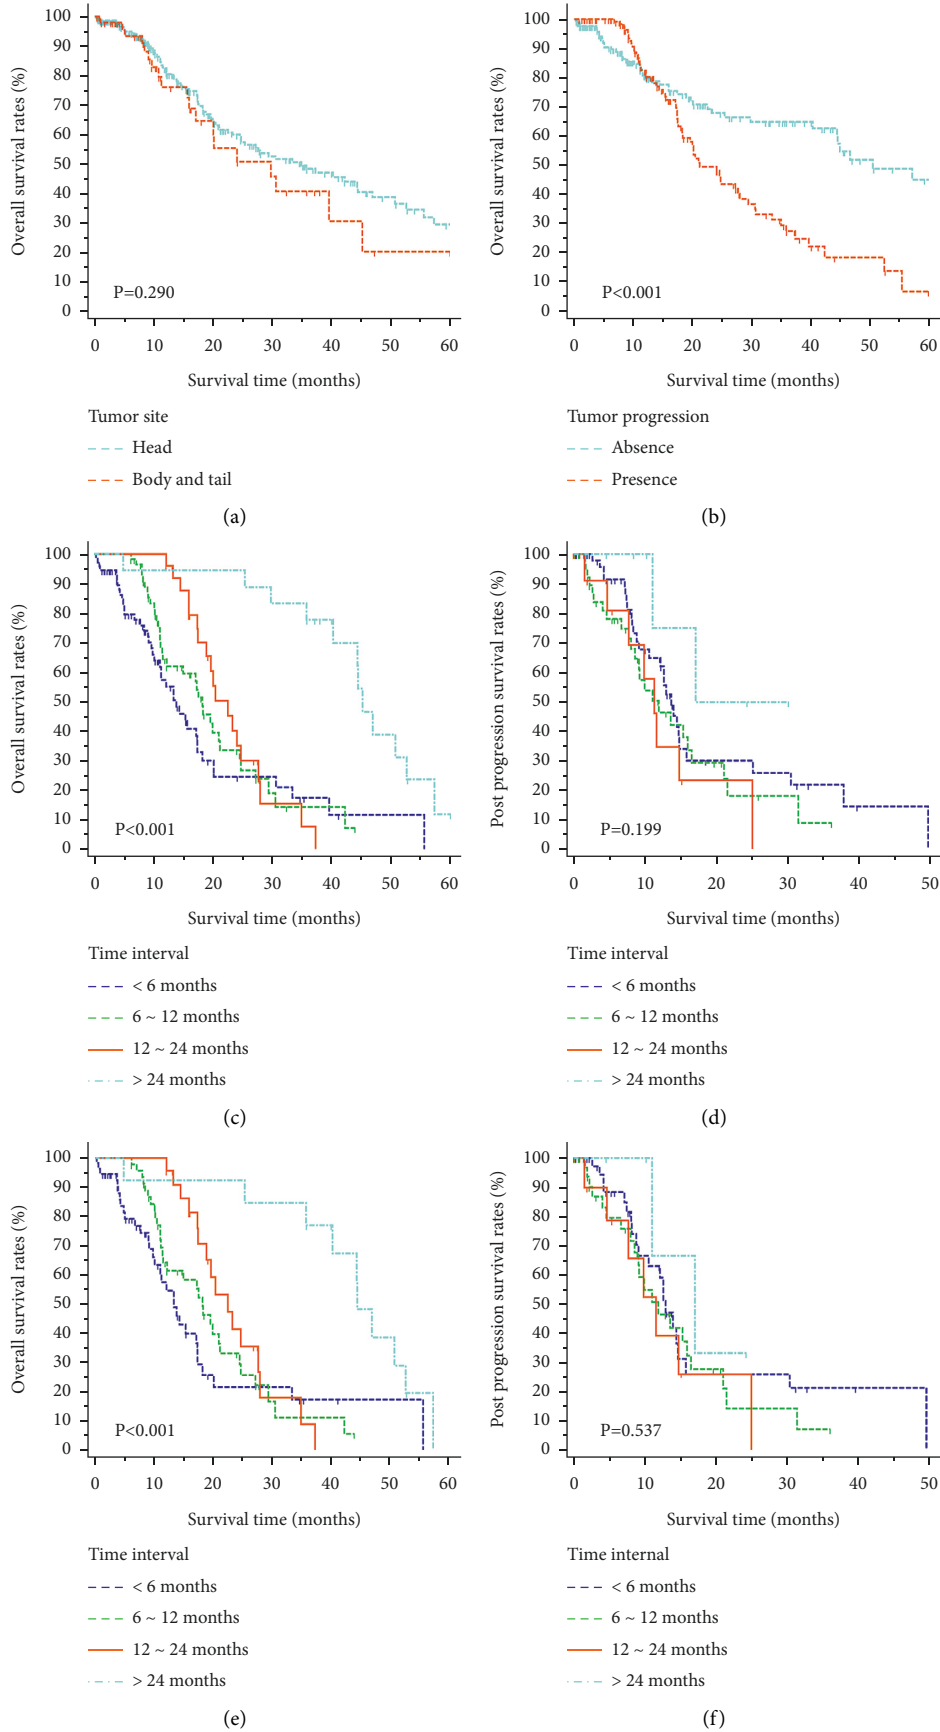 Overall survival rates (%)
100
90
80
70
60
50
40
30
20
10
0
P=0.290
0 10 20 30 40 50 60
Survival time (months)
Tumor site
Head
Body and tail
(a)
Overall survival rates (%)
100
90
80
70
60
50
40
30
20
10
0
P<0.001
0 10 20 30 40 50 60
Survival time (months)
Tumor progression
Absence
Presence
(b)
Overall survival rates (%)
100
90
80
70
60
50
40
30
20
10
0
P<0.001
0 10 20 30 40 50 60
Survival time (months)
Time interval
< 6 months
6 ~ 12 months
12 ~ 24 months
> 24 months
(c)
Post progression survival rates (%)
100
90
80
70
60
50
40
30
20
10
0
P=0.199
0 10 20 30 40 50
Survival time (months)
Time interval
< 6 months
6 ~ 12 months
12 ~ 24 months
> 24 months
(d)
Overall survival rates (%)
100
90
80
70
60
50
40
30
20
10
0
P<0.001
0 10 20 30 40 50 60
Survival time (months)
Time interval
< 6 months
6 ~ 12 months
12 ~ 24 months
> 24 months
(e)
Post progression survival rates (%)
100
90
80
70
60
50
40
30
20
10
0
P=0.537
0 10 20 30 40 50
Survival time (months)
Time internal
< 6 months
6 ~ 12 months
12 ~ 24 months
> 24 months
(f)